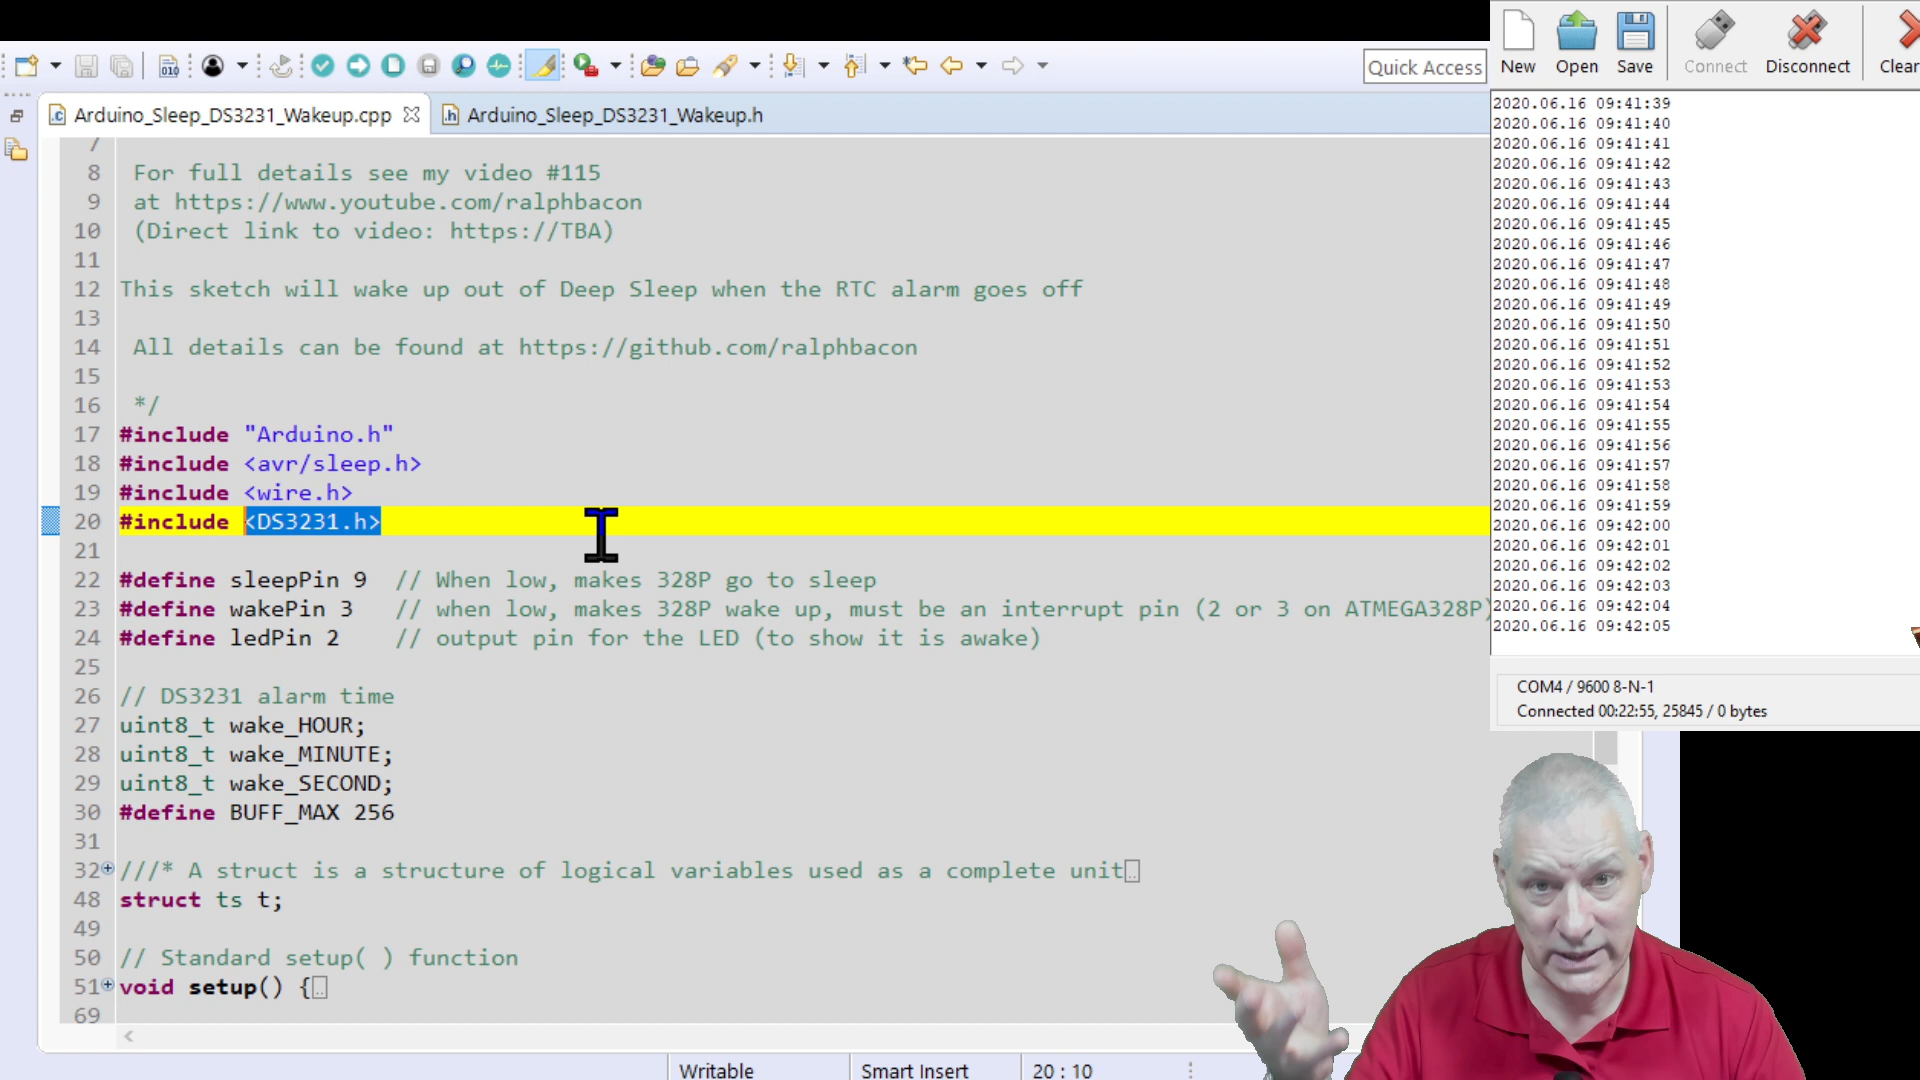 Quick Access
New
Open
Save
Connect
Disconnect
Clear
Arduino_Sleep_DS3231_Wakeup.cpp
Arduino_Sleep_DS3231_Wakeup.h
7
8 For full details see my video #115
9 at https://www.youtube.com/ralphbacon
10 (Direct link to video: https://TBA)
11
12 This sketch will wake up out of Deep Sleep when the RTC alarm goes off
13
14 All details can be found at https://github.com/ralphbacon
15
16 */
17 #include "Arduino.h"
18 #include <avr/sleep.h>
19 #include <wire.h>
20 #include <DS3231.h>
21
22 #define sleepPin 9 // When low, makes 328P go to sleep
23 #define wakePin 3 // when low, makes 328P wake up, must be an interrupt pin (2 or 3 on ATMEGA328P)
24 #define ledPin 2 // output pin for the LED (to show it is awake)
25
26 // DS3231 alarm time
27 uint8_t wake_HOUR;
28 uint8_t wake_MINUTE;
29 uint8_t wake_SECOND;
30 #define BUFF_MAX 256
31
32 ///* A struct is a structure of logical variables used as a complete unit
48 struct ts t;
49
50 // Standard setup( ) function
51 void setup() {
69
Writable
Smart Insert
20 : 10
2020.06.16 09:41:39
2020.06.16 09:41:40
2020.06.16 09:41:41
2020.06.16 09:41:42
2020.06.16 09:41:43
2020.06.16 09:41:44
2020.06.16 09:41:45
2020.06.16 09:41:46
2020.06.16 09:41:47
2020.06.16 09:41:48
2020.06.16 09:41:49
2020.06.16 09:41:50
2020.06.16 09:41:51
2020.06.16 09:41:52
2020.06.16 09:41:53
2020.06.16 09:41:54
2020.06.16 09:41:55
2020.06.16 09:41:56
2020.06.16 09:41:57
2020.06.16 09:41:58
2020.06.16 09:41:59
2020.06.16 09:42:00
2020.06.16 09:42:01
2020.06.16 09:42:02
2020.06.16 09:42:03
2020.06.16 09:42:04
2020.06.16 09:42:05
COM4 / 9600 8-N-1
Connected 00:22:55, 25845 / 0 bytes